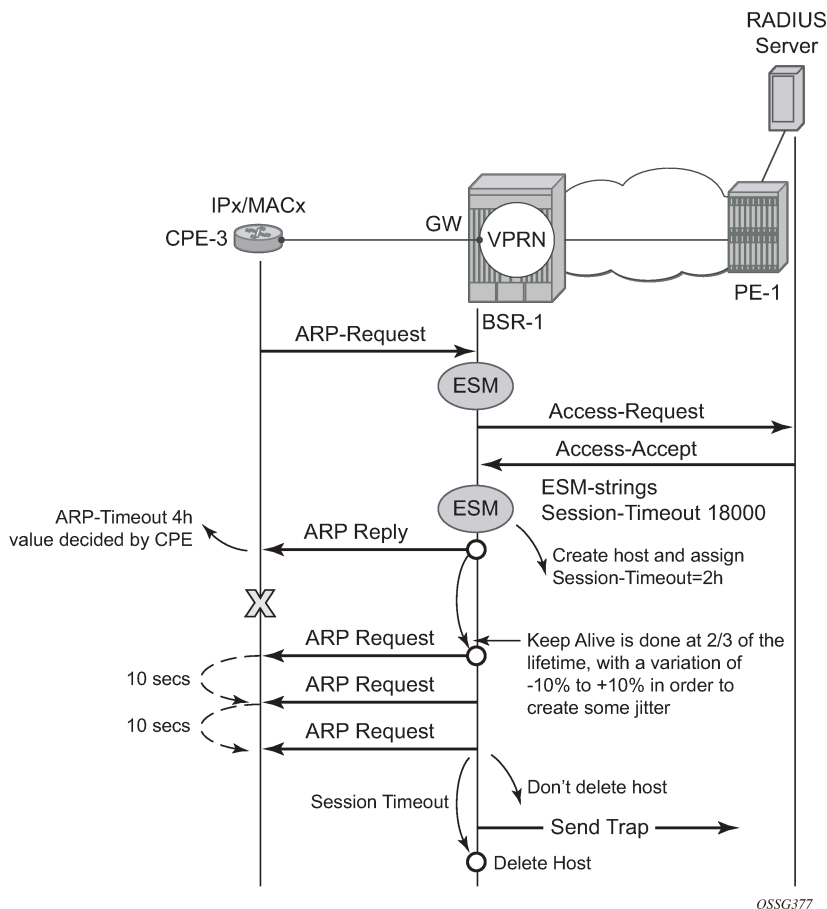 RADIUS
Server
IPx/MACx
CPE-3
GW
VPRN
PE-1
BSR-1
ARP-Request
ESM
Access-Request
Access-Accept
ESM-strings
Session-Timeout 18000
ESM
ARP-Timeout 4h
value decided by CPE
ARP Reply
Create host and assign
Session-Timeout=2h
X
ARP Request
Keep Alive is done at 2/3 of the
lifetime, with a variation of
-10% to +10% in order to
create some jitter
10 secs
ARP Request
10 secs
ARP Request
Don't delete host
Session Timeout
Send Trap
Delete Host
OSSG377